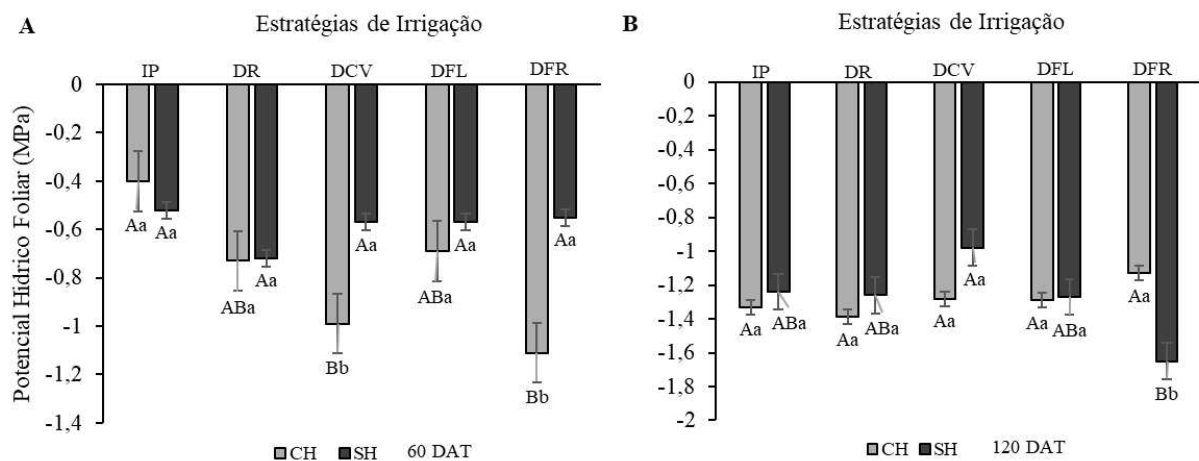 A
Estratégias de Irrigação
IP DR DCV DFL DFR
Potencial Hídrico Foliar (MPa)
0
-0,2
-0,4
-0,6
-0,8
-1
-1,2
-1,4
Aa Aa ABa Aa Bb Aa ABa Aa Bb Aa
CH SH 60 DAT
B
Estratégias de Irrigação
IP DR DCV DFL DFR
0
-0,2
-0,4
-0,6
-0,8
-1
-1,2
-1,4
-1,6
-1,8
-2
Aa ABa Aa ABa Aa Aa Aa ABa Aa Bb
CH SH 120 DAT